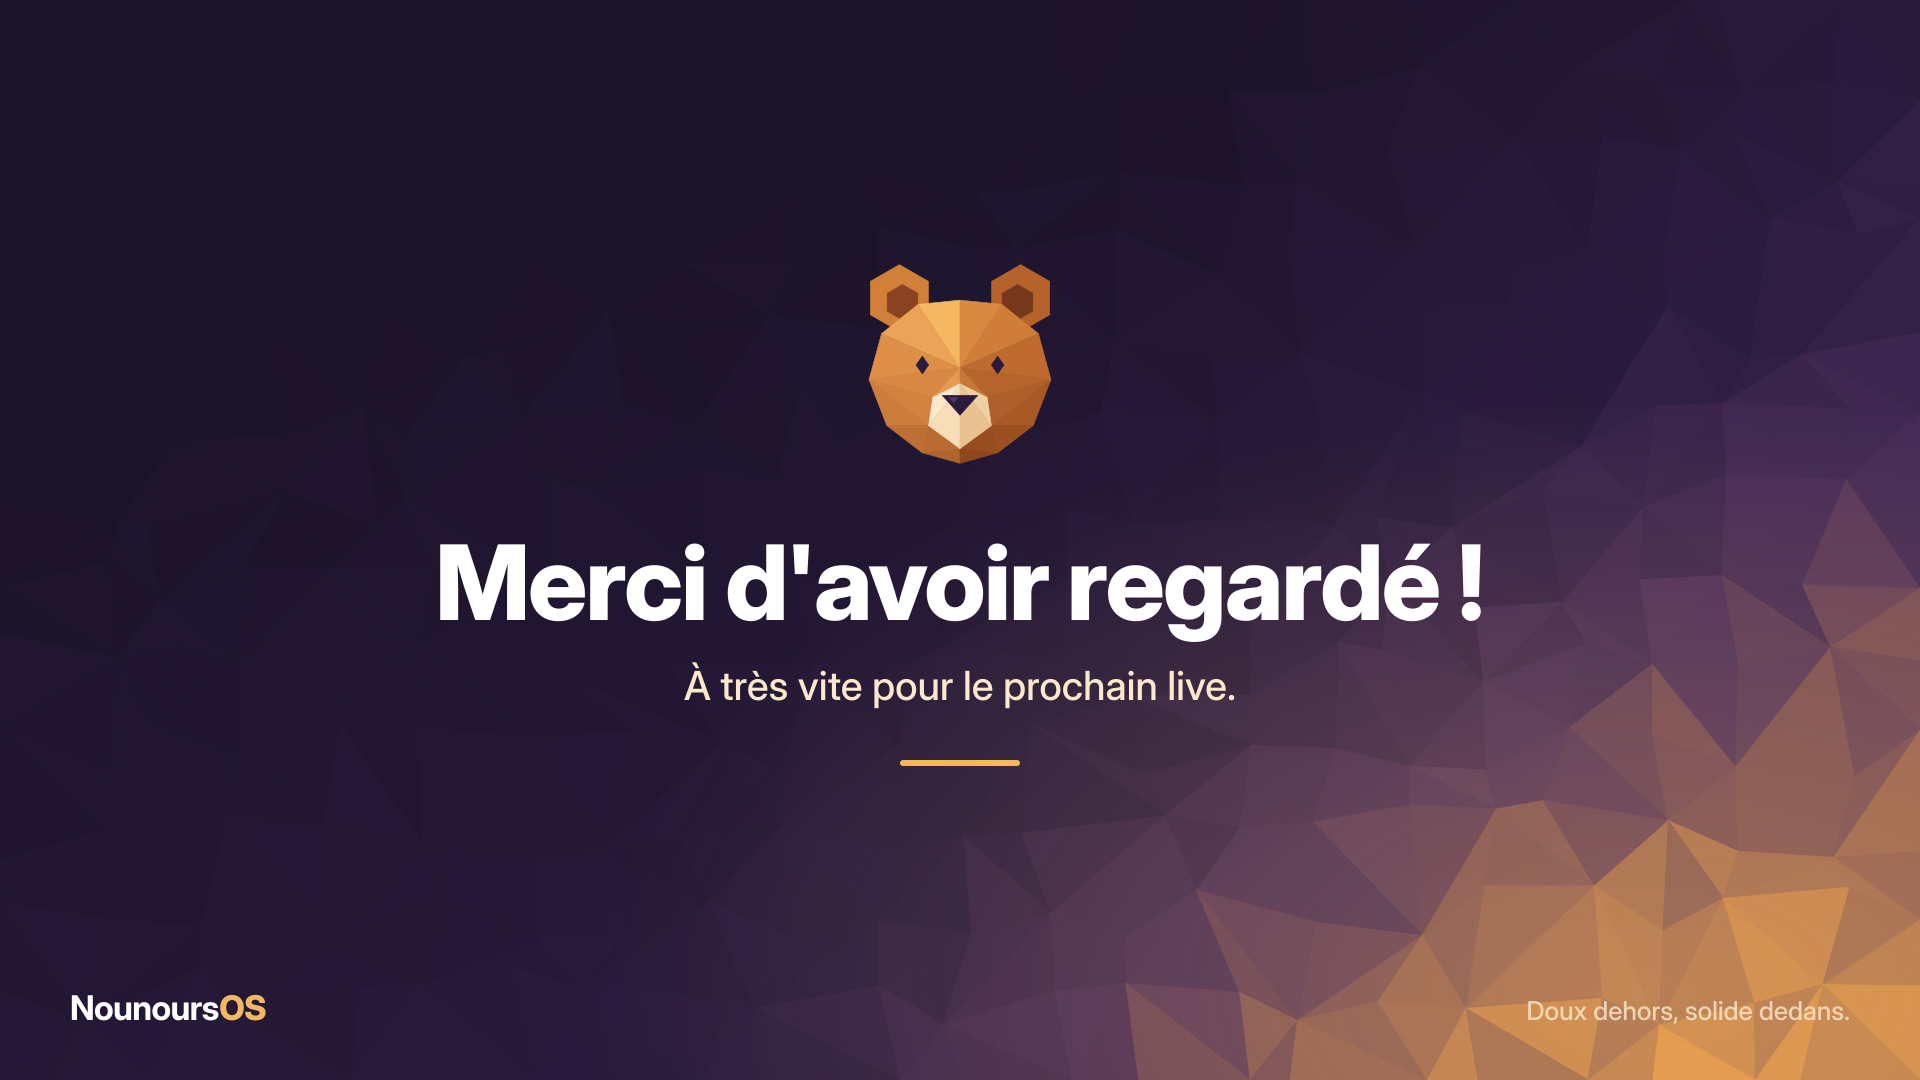 Merci d'avoir regardé !
À très vite pour le prochain live.
NounoursOS
Doux dehors, solide dedans.